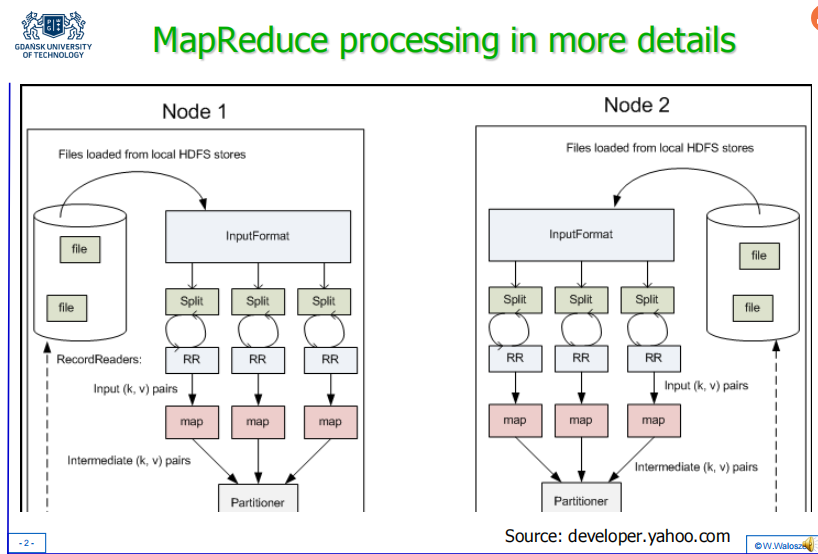 GDAŃSK UNIVERSITY
OF TECHNOLOGY
MapReduce processing in more details
Node 1
Files loaded from local HDFS stores
file
file
InputFormat
Split Split Split
RecordReaders:
RR RR RR
Input (k, v) pairs
map map map
Intermediate (k, v) pairs
Partitioner
Node 2
Files loaded from local HDFS stores
InputFormat
file
file
Split Split Split
RR RR RR
Input (k, v) pairs
map map map
Intermediate (k, v) pairs
Partitioner
Source: developer.yahoo.com
- 2 -